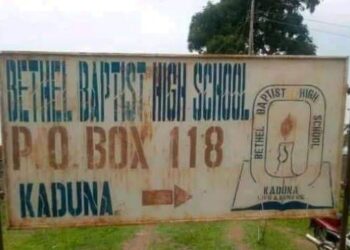 BETHEL BAPTIST HIGH SCHOOL
P.O. BOX 118
KADUNA
BETHEL BAPTIST HIGH SCHOOL
KADUNA